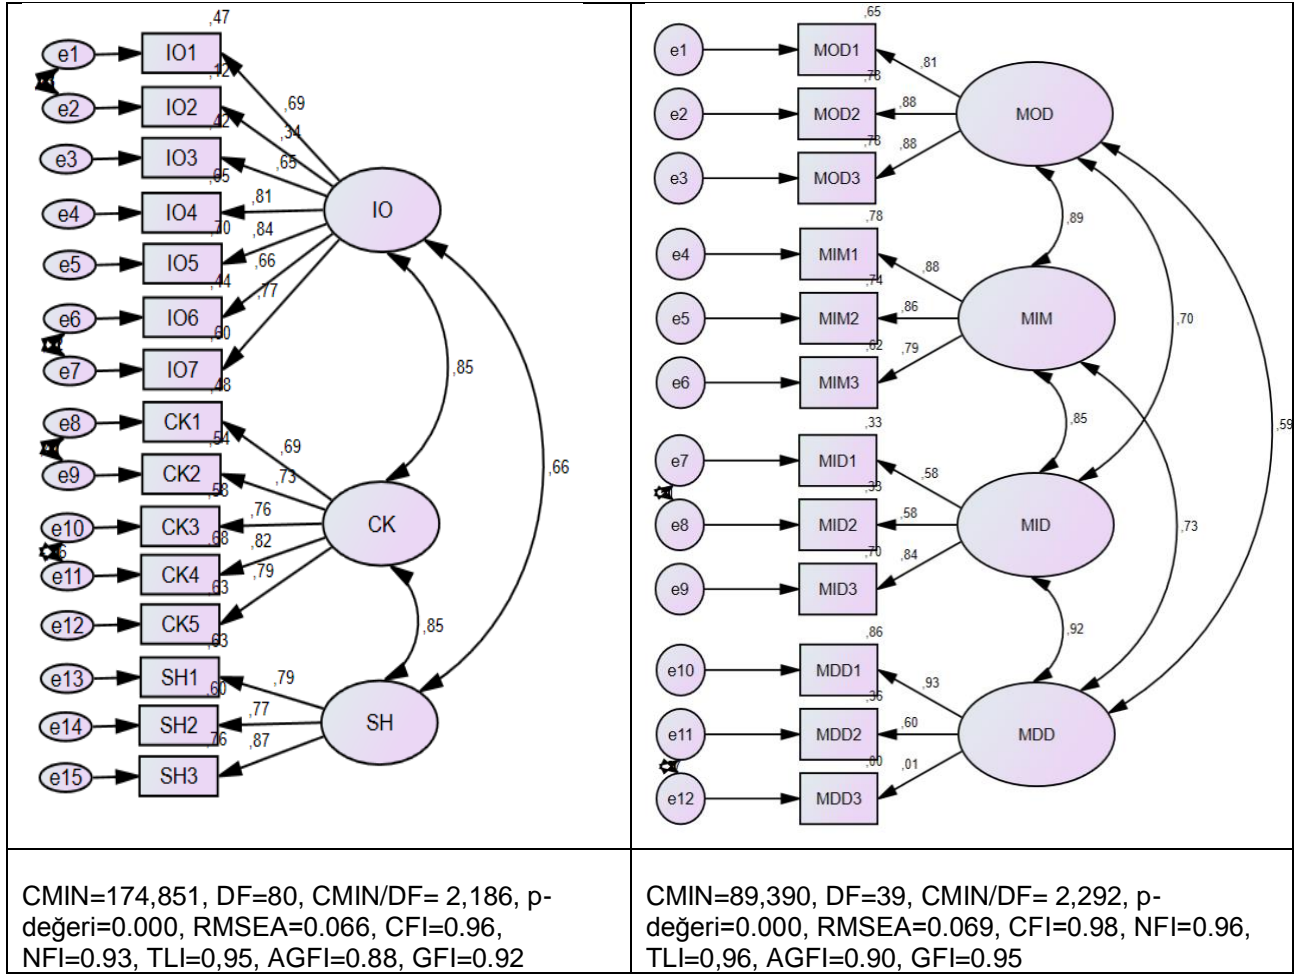 ,47
e1
IO1
,12
e2
IO2
,69
,42
,34
e3
IO3
,65
,65
e4
IO4
,81
IO
,70
,84
e5
IO5
,66
,44
,77
e6
IO6
,60
e7
IO7
,48
,85
e8
CK1
,54
,69
e9
CK2
,73
,58
,66
e10
CK3
,76
CK
,68
e11
CK4
,82
,63
,79
e12
CK5
,63
,85
e13
SH1
,79
,60
e14
SH2
,77
SH
,76
e15
SH3
,87
CMIN=174,851, DF=80, CMIN/DF= 2,186, p-
değeri=0.000, RMSEA=0.066, CFI=0.96,
NFI=0.93, TLI=0,95, AGFI=0.88, GFI=0.92
,65
e1
MOD1
,81
,78
e2
MOD2
,88
MOD
,78
e3
MOD3
,88
,78
,89
e4
MIM1
,88
,74
e5
MIM2
,86
MIM
,70
,62
e6
MIM3
,79
,33
,85
,59
e7
MID1
,58
,33
e8
MID2
,58
MID
,73
,70
e9
MID3
,84
,86
,92
e10
MDD1
,93
,36
e11
MDD2
,60
MDD
,00
,01
e12
MDD3
CMIN=89,390, DF=39, CMIN/DF= 2,292, p-
değeri=0.000, RMSEA=0.069, CFI=0.98, NFI=0.96,
TLI=0,96, AGFI=0.90, GFI=0.95